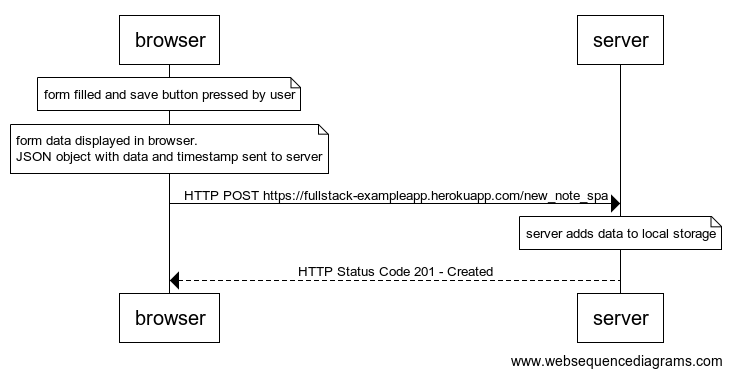 browser
server
form filled and save button pressed by user
form data displayed in browser.
JSON object with data and timestamp sent to server
HTTP POST https://fullstack-exampleapp.herokuapp.com/new_note_spa
server adds data to local storage
HTTP Status Code 201 - Created
browser
server
www.websequencediagrams.com